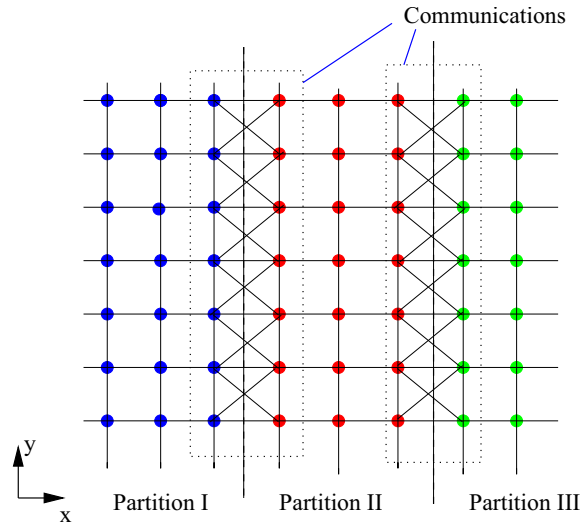 Communications
y
x
Partition I
Partition II
Partition III